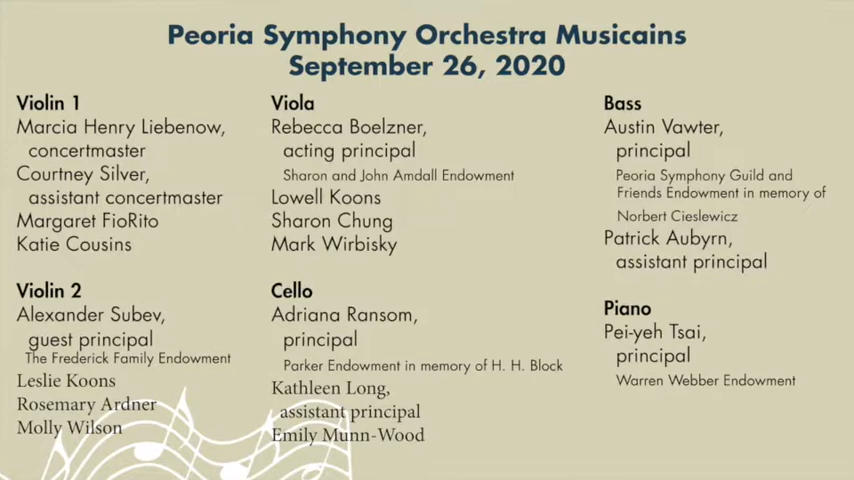 Peoria Symphony Orchestra Musicains
September 26, 2020
Violin 1
Marcia Henry Liebenow,
concertmaster
Courtney Silver,
assistant concertmaster
Margaret FioRito
Katie Cousins
Violin 2
Alexander Subev,
guest principal
The Frederick Family Endowment
Leslie Koons
Rosemary Ardner
Molly Wilson
Viola
Rebecca Boelzner,
acting principal
Sharon and John Amdall Endowment
Lowell Koons
Sharon Chung
Mark Wirbisky
Cello
Adriana Ransom,
principal
Parker Endowment in memory of H. H. Block
Kathleen Long,
assistant principal
Emily Munn-Wood
Bass
Austin Vawter,
principal
Peoria Symphony Guild and
Friends Endowment in memory of
Norbert Cieslewicz
Patrick Aubyrn,
assistant principal
Piano
Pei-yeh Tsai,
principal
Warren Webber Endowment